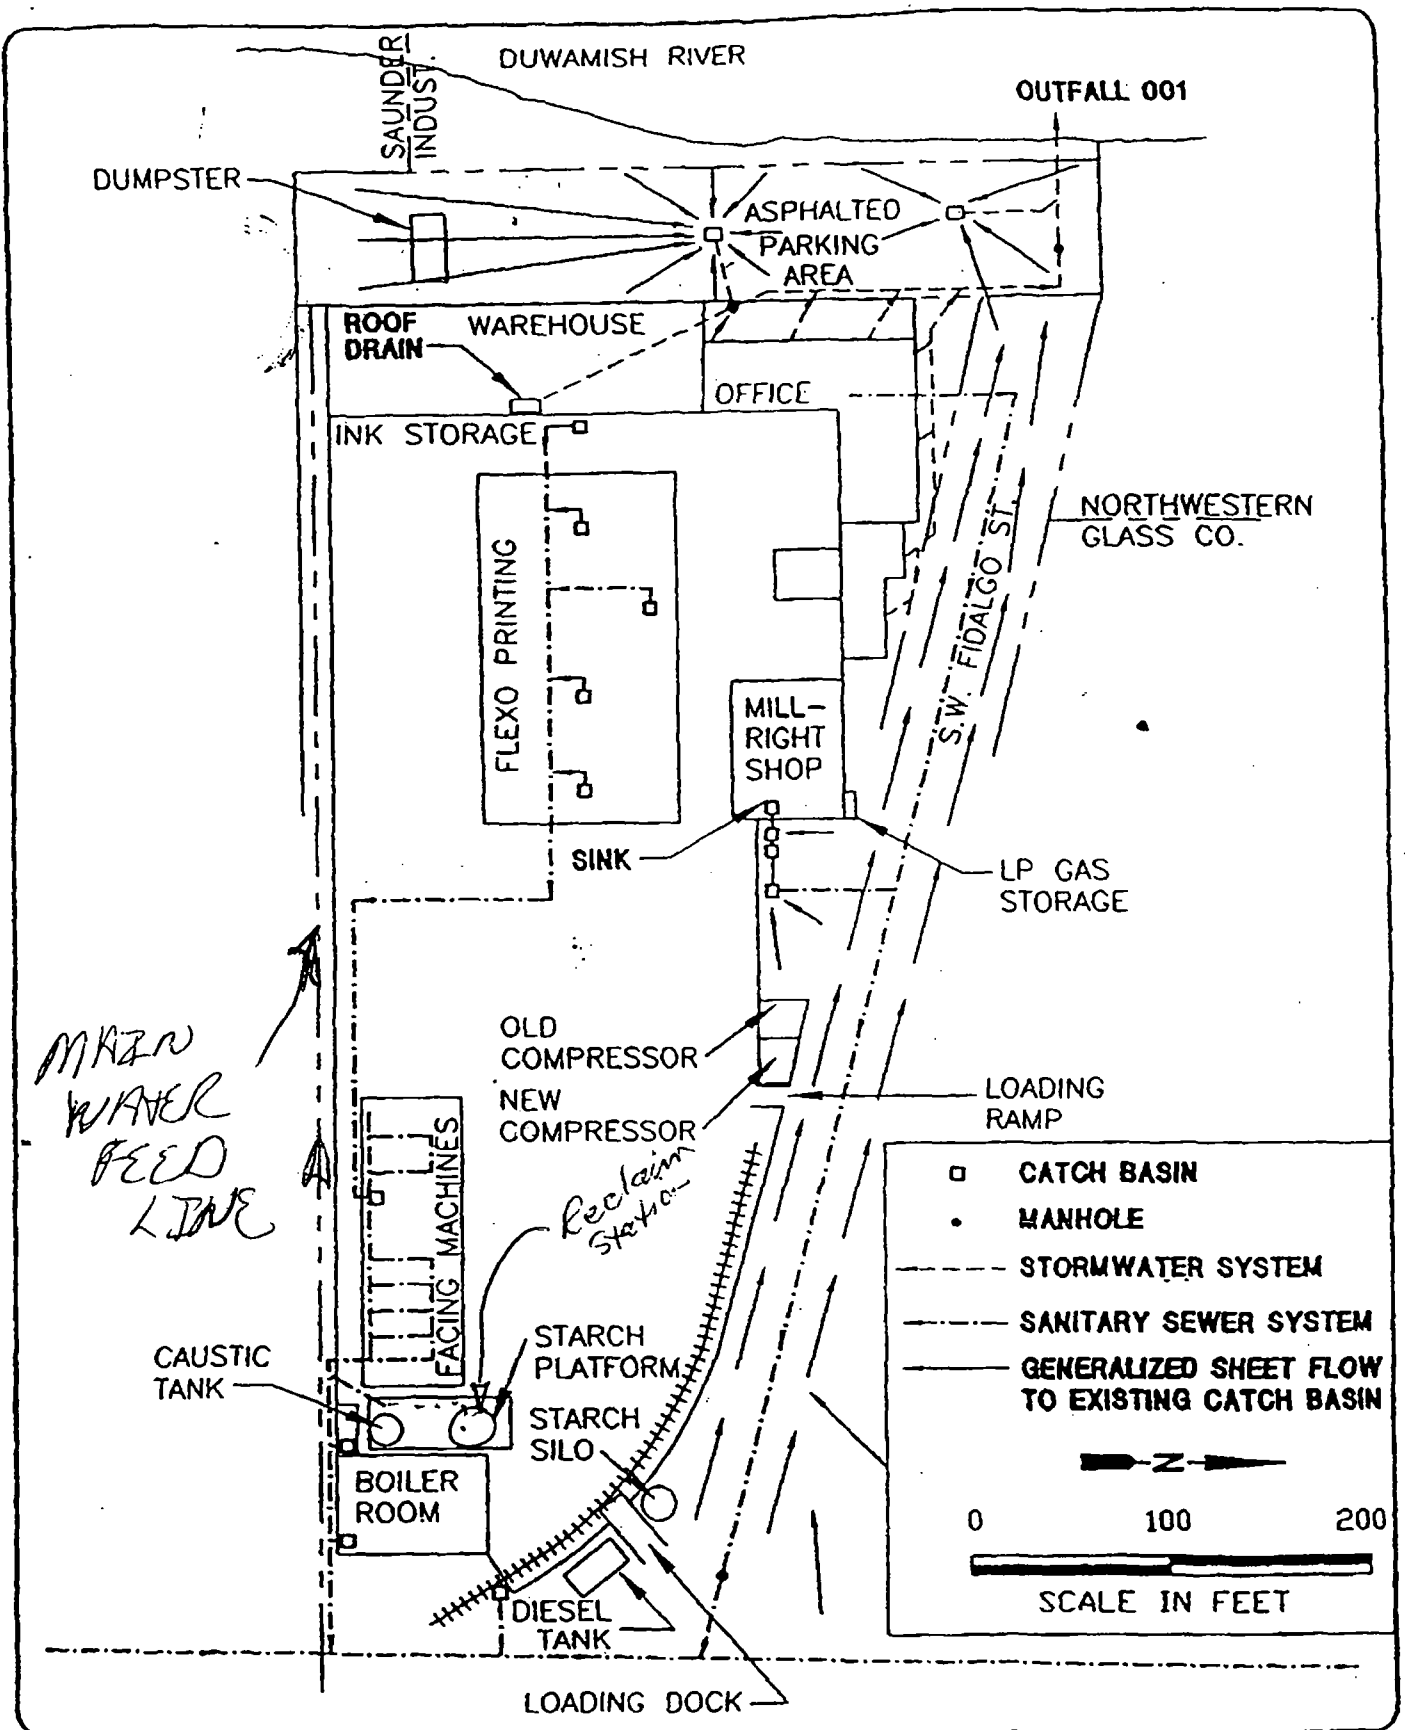 DUWAMISH RIVER
SAUNDER
INDUST.
OUTFALL 001
DUMPSTER
ASPHALTED
PARKING
AREA
ROOF
DRAIN
WAREHOUSE
OFFICE
INK STORAGE
FLEXO PRINTING
NORTHWESTERN
GLASS CO.
S.W. FIDALGO ST.
MILL-
RIGHT
SHOP
SINK
LP GAS
STORAGE
MAIN
WATER
FEED
LINE
OLD
COMPRESSOR
NEW
COMPRESSOR
LOADING
RAMP
Reclaim
Station
FACING MACHINES
CAUSTIC
TANK
STARCH
PLATFORM
STARCH
SILO
BOILER
ROOM
DIESEL
TANK
LOADING DOCK
CATCH BASIN
MANHOLE
STORMWATER SYSTEM
SANITARY SEWER SYSTEM
GENERALIZED SHEET FLOW
TO EXISTING CATCH BASIN
N
0 100 200
SCALE IN FEET